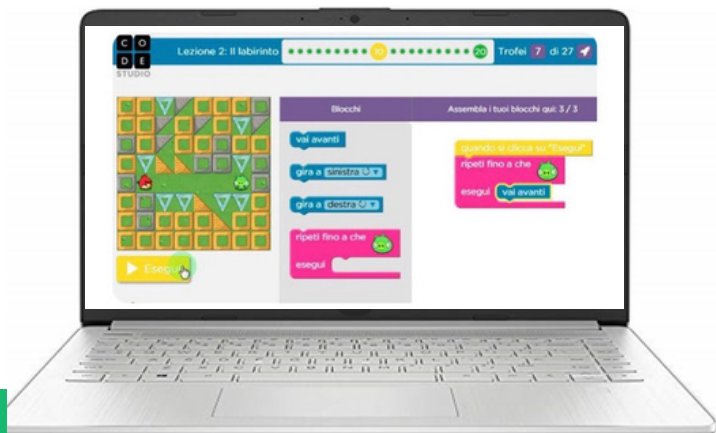 C O
D E
STUDIO
Lezione 2: Il labirinto
10
20
Trofei 7 di 27
Blocchi
Assembla i tuoi blocchi qui: 3 / 3
vai avanti
gira a sinistra
gira a destra
ripeti fino a che
esegui
quando si clicca su "Esegui"
ripeti fino a che
esegui vai avanti
Esegui